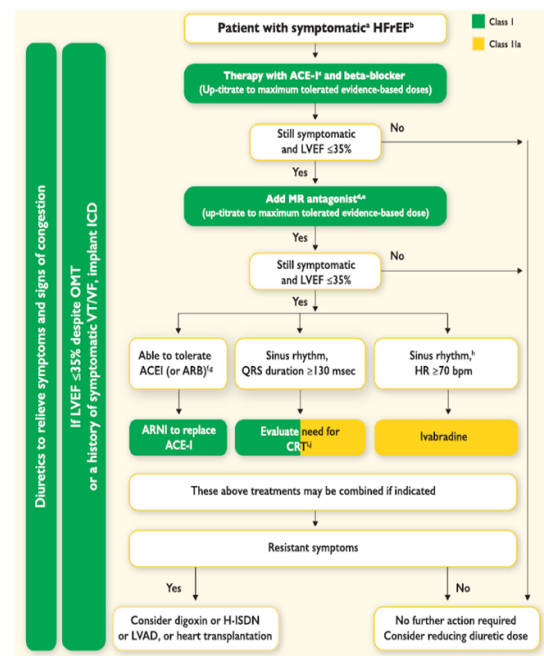 Patient with symptomaticᵃ HFrEFᵇ
Class I
Class IIa
Therapy with ACE-Iᶜ and beta-blocker
(Up-titrate to maximum tolerated evidence-based doses)
Still symptomatic
and LVEF ≤35%
No
Yes
Add MR antagonistᵈ,ᵉ
(up-titrate to maximum tolerated evidence-based dose)
Yes
Still symptomatic
and LVEF ≤35%
No
Yes
Able to tolerate
ACEI (or ARB)ᶠ,ᵍ
Sinus rhythm,
QRS duration ≥130 msec
Sinus rhythm,ʰ
HR ≥70 bpm
ARNI to replace
ACE-I
Evaluate need for
CRTⁱ,ʲ
Ivabradine
These above treatments may be combined if indicated
Resistant symptoms
Yes
No
Consider digoxin or H-ISDN
or LVAD, or heart transplantation
No further action required
Consider reducing diuretic dose
Diuretics to relieve symptoms and signs of congestion
If LVEF ≤35% despite OMT
or a history of symptomatic VT/VF, implant ICD